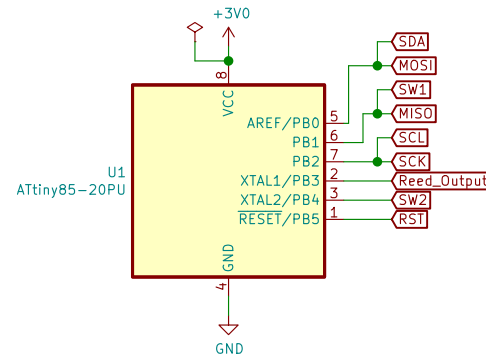 +3V0
8
VCC
SDA
MOSI
SW1
MISO
SCL
SCK
Reed_Output
SW2
RST
AREF/PB0 5
PB1 6
PB2 7
XTAL1/PB3 2
XTAL2/PB4 3
RESET/PB5 1
U1
ATtiny85-20PU
GND
4
GND